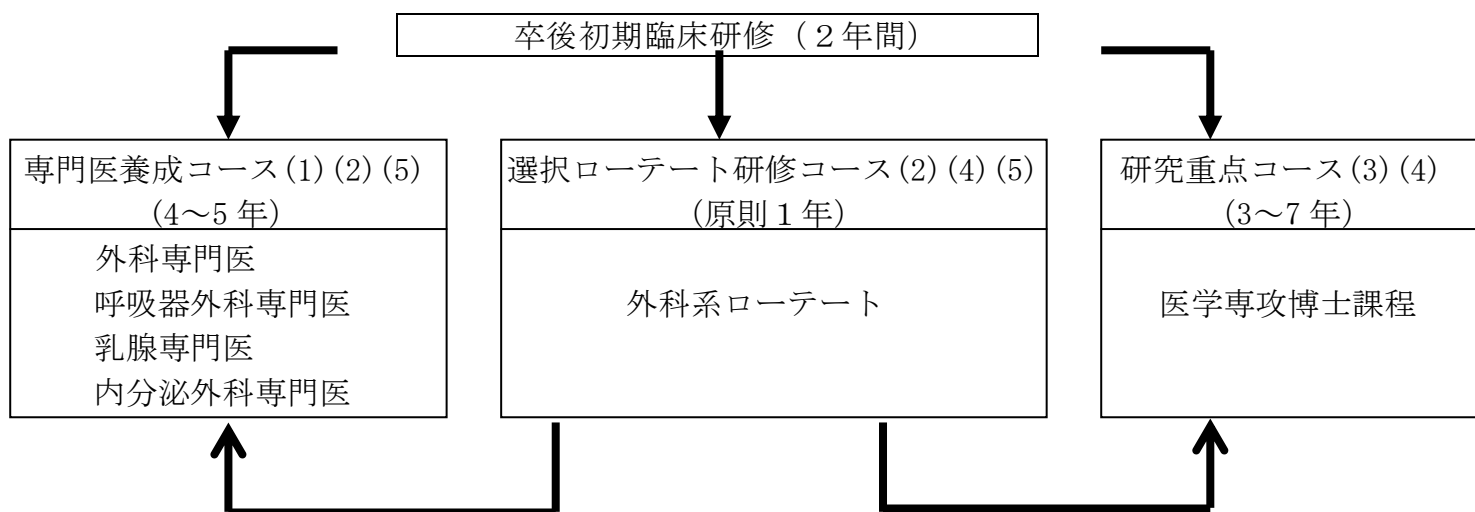 卒後初期臨床研修(２年間)
専門医養成コース(1)(2)(5)
(4～5 年)
外科専門医
呼吸器外科専門医
乳腺専門医
内分泌外科専門医
選択ローテート研修コース(2)(4)(5)
(原則１年)
外科系ローテート
研究重点コース(3)(4)
(3～7 年)
医学専攻博士課程